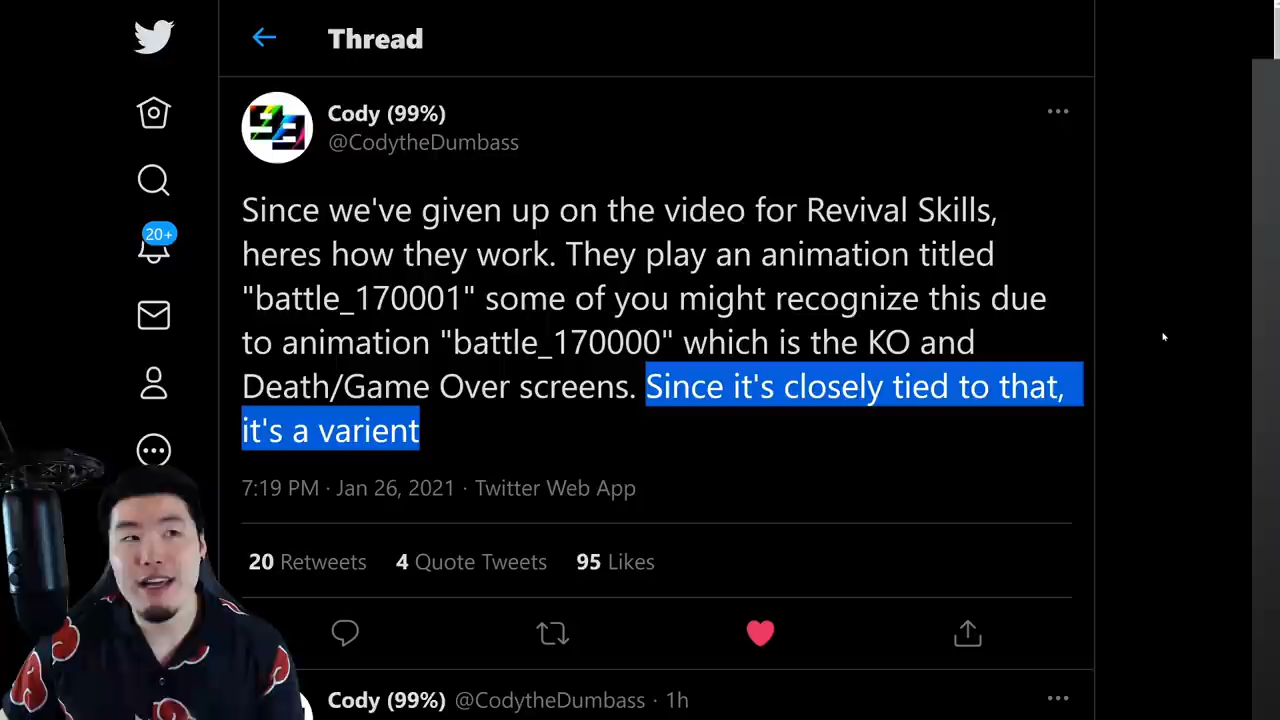 Thread
Cody (99%)
@CodytheDumbass
Since we've given up on the video for Revival Skills,
heres how they work. They play an animation titled
"battle_170001" some of you might recognize this due
to animation "battle_170000" which is the KO and
Death/Game Over screens. Since it's closely tied to that,
it's a varient
20+
7:19 PM · Jan 26, 2021 · Twitter Web App
20 Retweets 4 Quote Tweets 95 Likes
Cody (99%) @CodytheDumbass · 1h